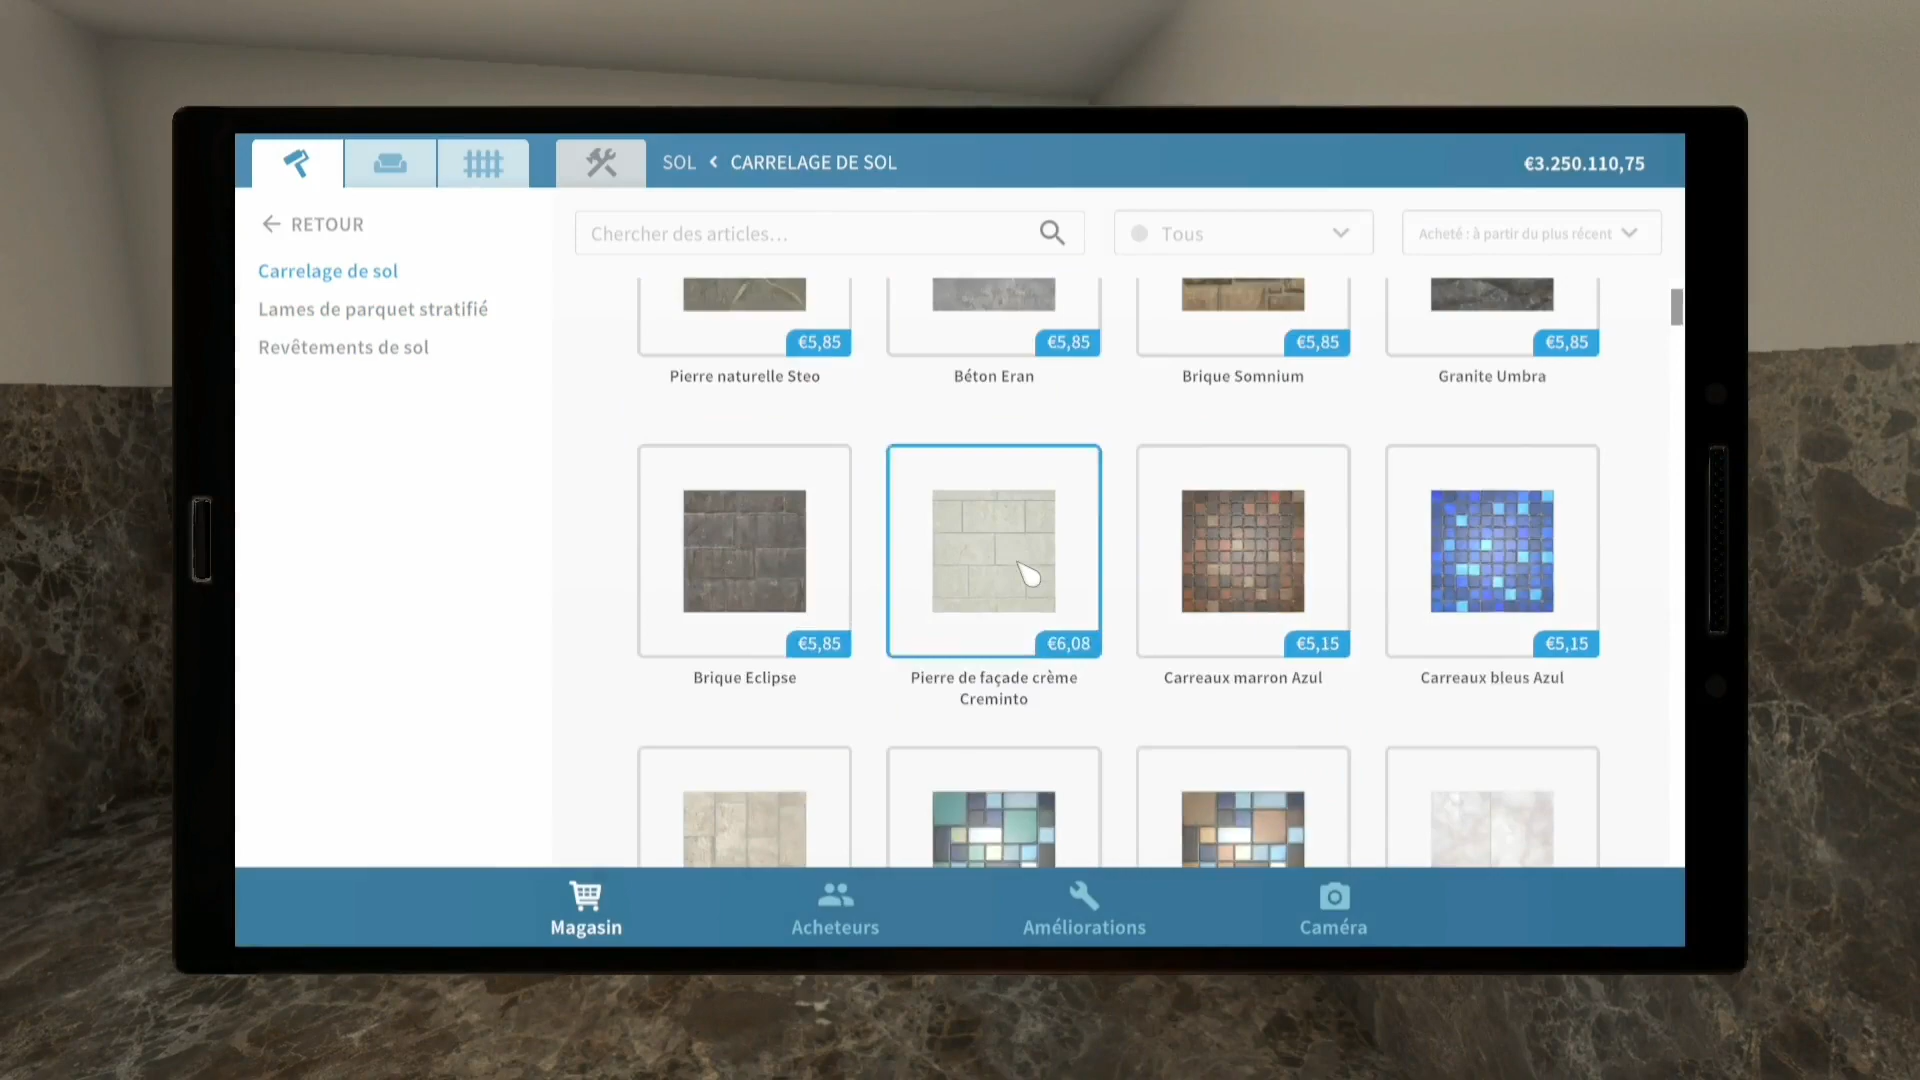 SOL < CARRELAGE DE SOL
€3.250.110,75
RETOUR
Carrelage de sol
Lames de parquet stratifié
Revêtements de sol
Chercher des articles...
Tous
Acheté : à partir du plus récent
€5,85
€5,85
€5,85
€5,85
Pierre naturelle Steo
Béton Eran
Brique Somnium
Granite Umbra
€5,85
€6,08
€5,15
€5,15
Brique Eclipse
Pierre de façade crème
Creminto
Carreaux marron Azul
Carreaux bleus Azul
Magasin
Acheteurs
Améliorations
Caméra